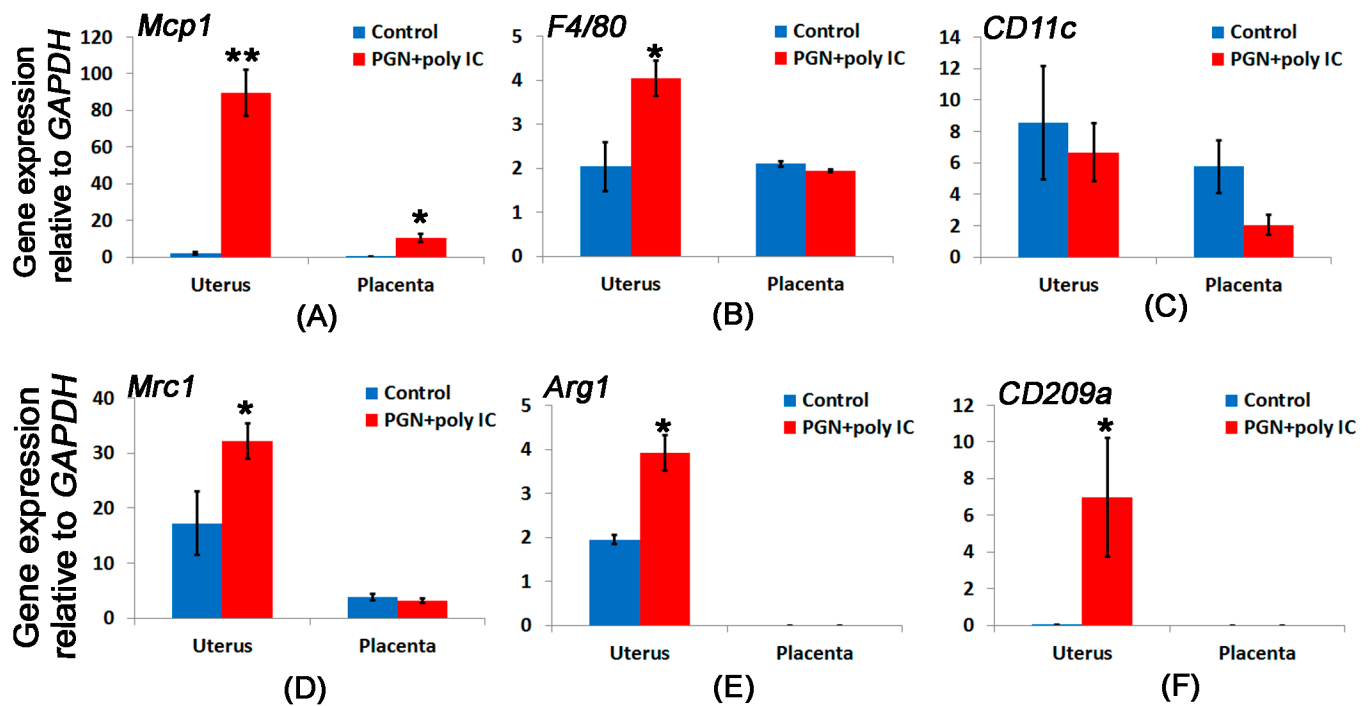 Gene expression
relative to GAPDH
Mcp1
Control
PGN+poly IC
120
100
80
60
40
20
0
**
*
Uterus
Placenta
(A)
F4/80
Control
PGN+poly IC
5
4
3
2
1
0
*
Uterus
Placenta
(B)
CD11c
Control
PGN+poly IC
14
12
10
8
6
4
2
0
Uterus
Placenta
(C)
Gene expression
relative to GAPDH
Mrc1
Control
PGN+poly IC
40
30
20
10
0
*
Uterus
Placenta
(D)
Arg1
Control
PGN+poly IC
5
4
3
2
1
0
*
Uterus
Placenta
(E)
CD209a
Control
PGN+poly IC
12
10
8
6
4
2
0
*
Uterus
Placenta
(F)